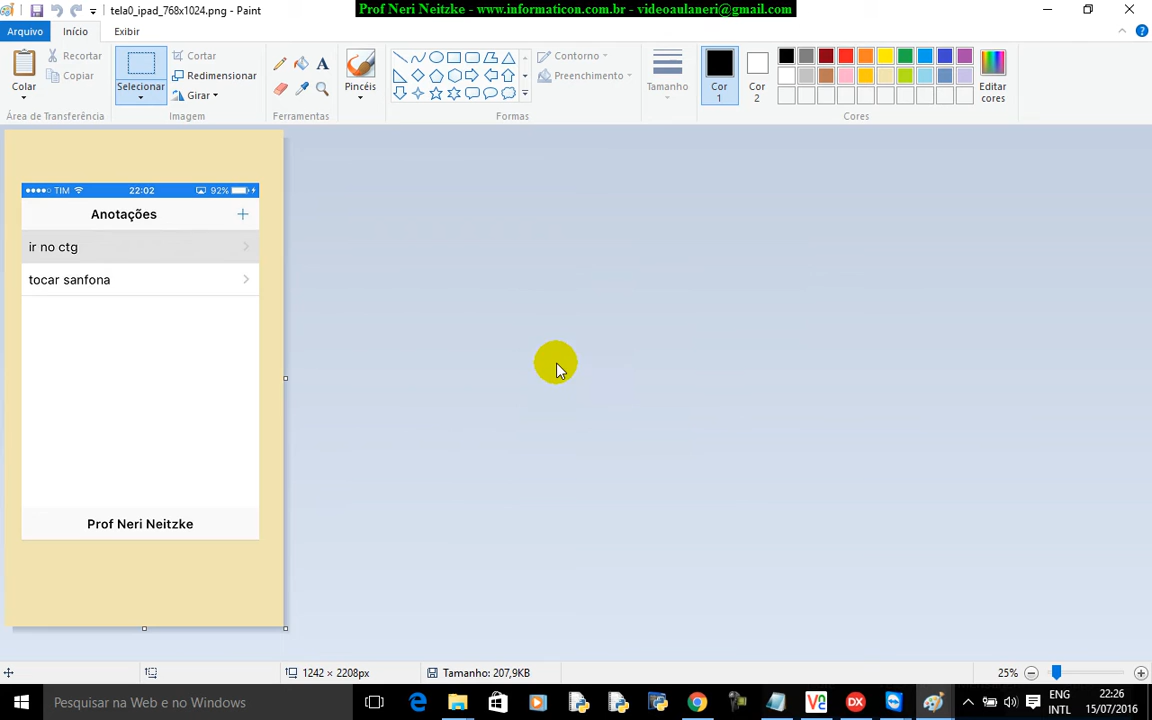 tela0_ipad_768x1024.png - Paint
Prof Neri Neitzke - www.informaticon.com.br - videoaulaneri@gmail.com
Arquivo Início Exibir
Colar
Recortar
Copiar
Área de Transferência
Selecionar
Cortar
Redimensionar
Girar
Imagem
A
Ferramentas
Pincéis
Contorno
Preenchimento
Formas
Tamanho
Cor 1
Cor 2
Editar cores
Cores
TIM 22:02 92%
Anotações +
ir no ctg
tocar sanfona
Prof Neri Neitzke
1242 × 2208px
Tamanho: 207,9KB
25%
Pesquisar na Web e no Windows
ENG
INTL
22:26
15/07/2016